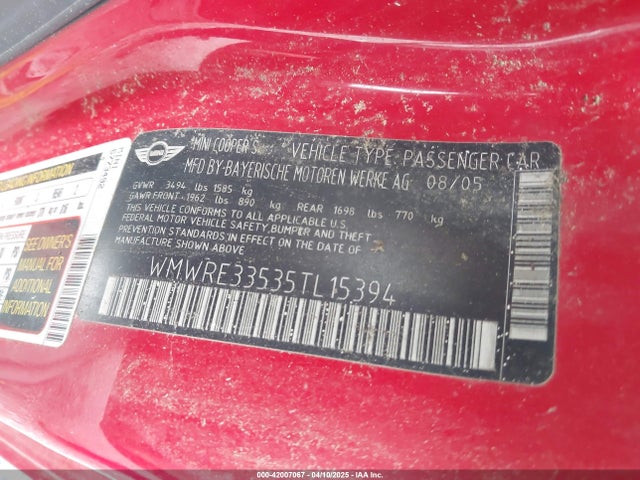 MINI
MINI COOPER S
VEHICLE TYPE: PASSENGER CAR
MFD BY-BAYERISCHE MOTOREN WERKE AG 08/05
GVWR 3494 lbs 1585 kg
GAWR FRONT-1962 lbs 890 kg REAR 1698 lbs 770 kg
THIS VEHICLE CONFORMS TO ALL APPLICABLE U.S.
FEDERAL MOTOR VEHICLE SAFETY, BUMPER AND THEFT
PREVENTION STANDARDS IN EFFECT ON THE DATE OF
MANUFACTURE SHOWN ABOVE.
WMWRE33535TL15394
SEE OWNER'S
MANUAL FOR
ADDITIONAL
INFORMATION
000-42007067 - 04/10/2025 - IAAI.COM